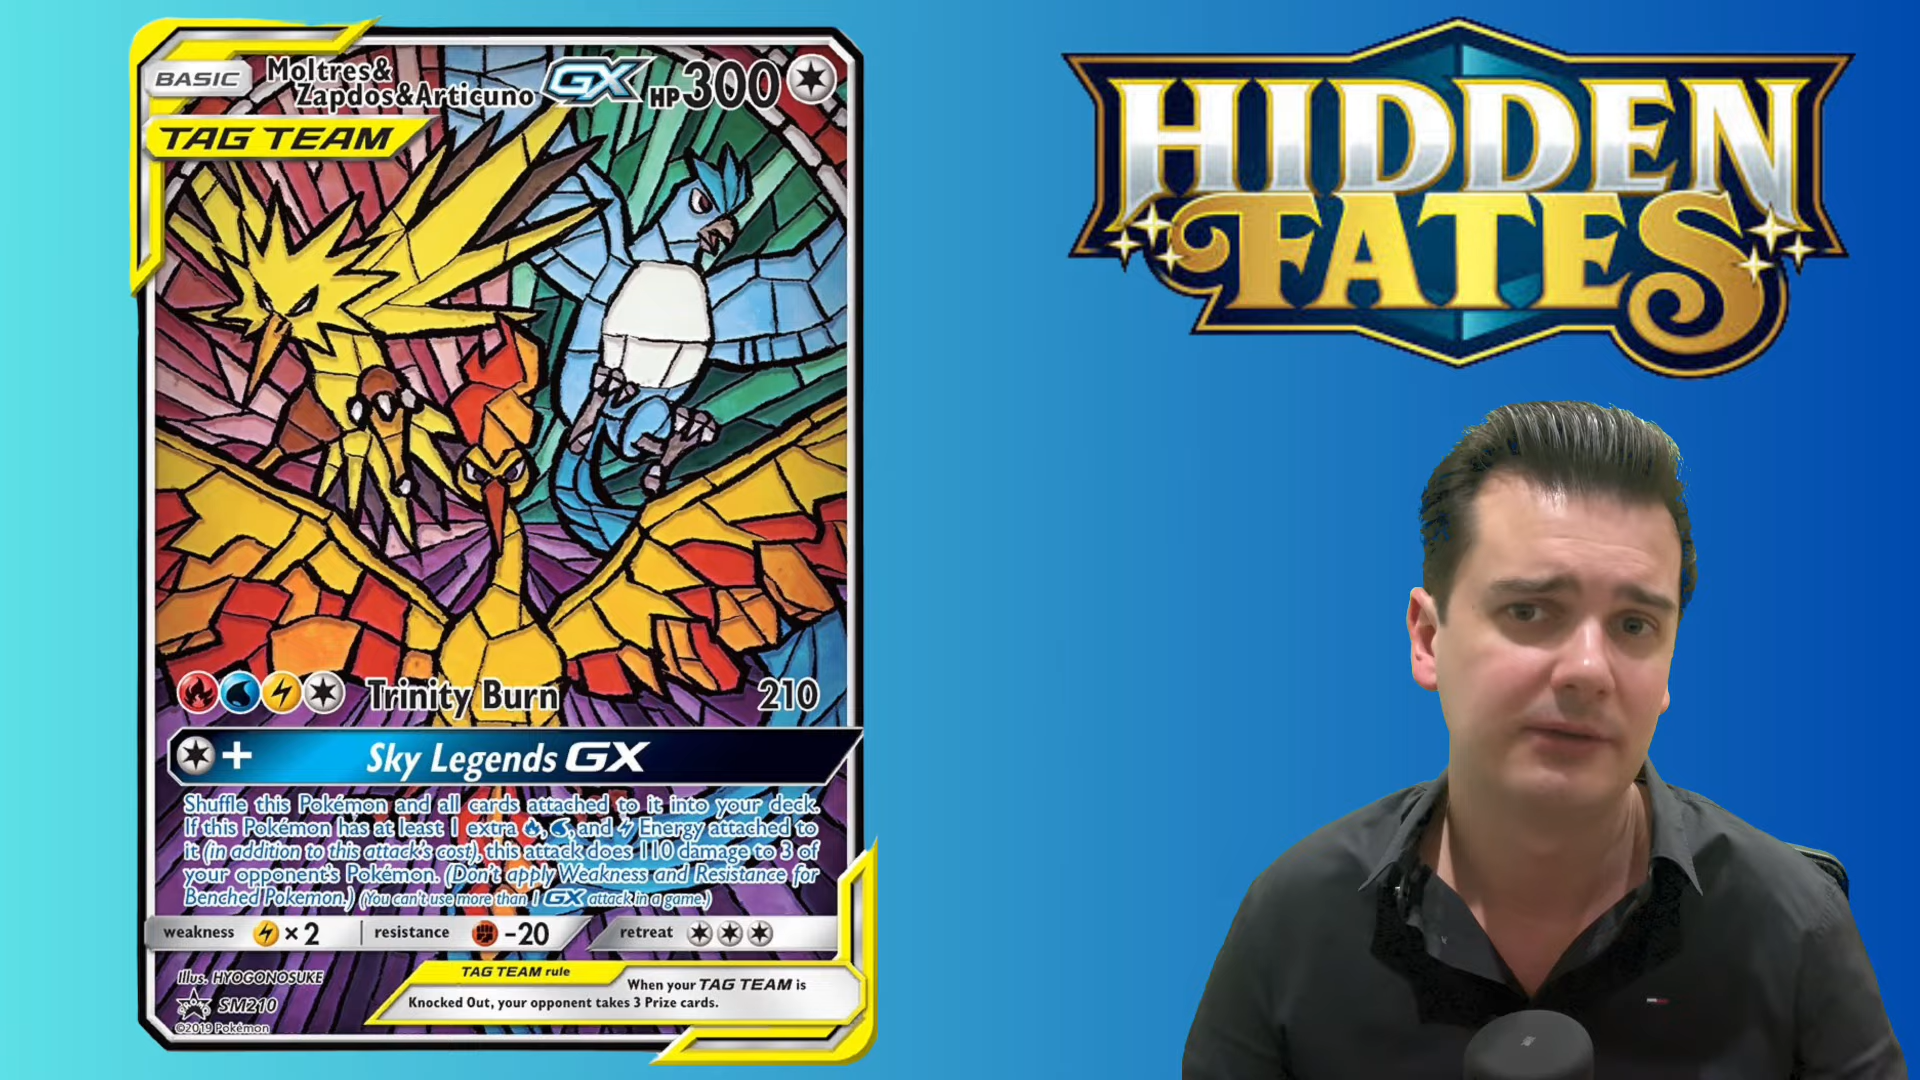 BASIC
Moltres&
Zapdos&Articuno GX HP 300
TAG TEAM
Trinity Burn 210
+ Sky Legends GX
Shuffle this Pokémon and all cards attached to it into your deck.
If this Pokémon has at least 1 extra , , and Energy attached to
it (in addition to this attack's cost), this attack does 110 damage to 3 of
your opponent's Pokémon. (Don't apply Weakness and Resistance for
Benched Pokémon.) (You can't use more than 1 GX attack in a game.)
weakness ×2 resistance -20 retreat
Illus. HYOGONOSUKE
SM210
©2019 Pokémon
TAG TEAM rule
When your TAG TEAM is
Knocked Out, your opponent takes 3 Prize cards.
HIDDEN
FATES